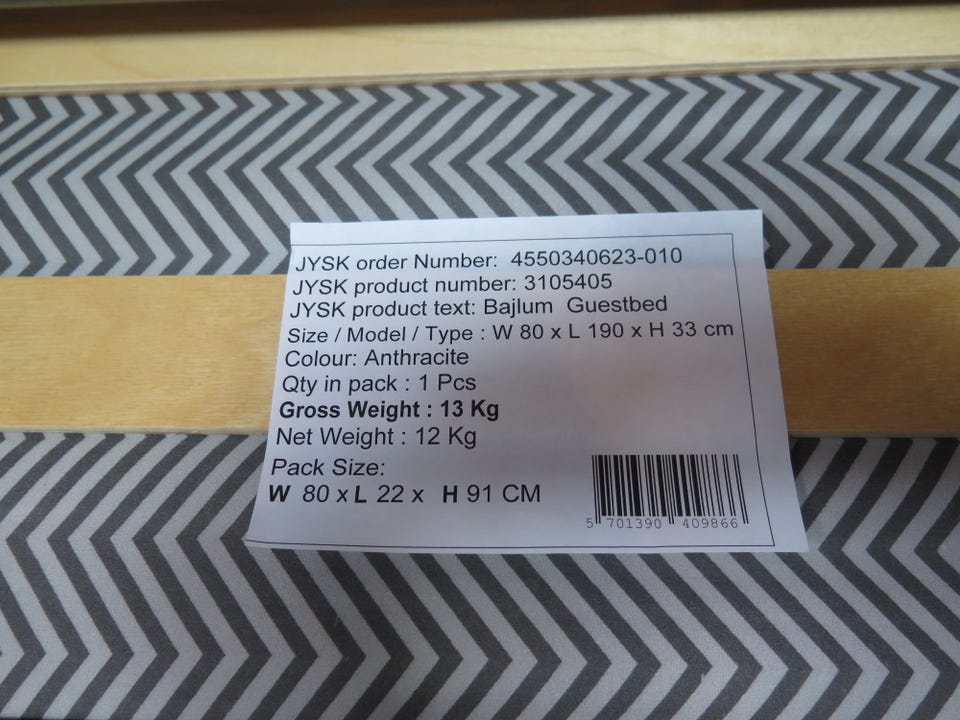 JYSK order Number: 4550340623-010
JYSK product number: 3105405
JYSK product text: Bajlum Guestbed
Size / Model / Type : W 80 x L 190 x H 33 cm
Colour: Anthracite
Qty in pack : 1 Pcs
Gross Weight : 13 Kg
Net Weight : 12 Kg
Pack Size:
W 80 x L 22 x H 91 CM
5 701390 409866